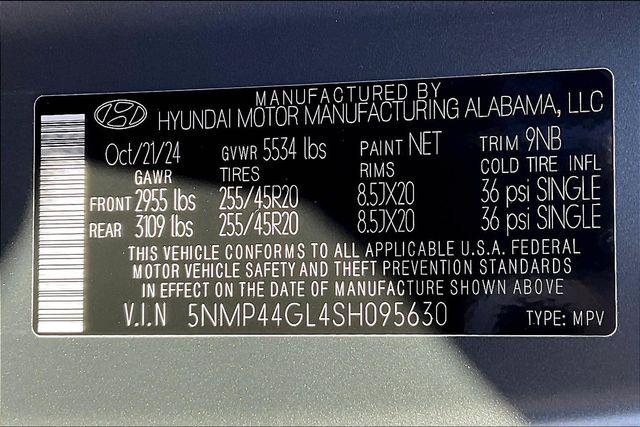 MANUFACTURED BY
HYUNDAI MOTOR MANUFACTURING ALABAMA, LLC
Oct/21/24 GVWR 5534 lbs PAINT NET TRIM 9NB
GAWR TIRES RIMS COLD TIRE INFL
FRONT 2955 lbs 255/45R20 8.5JX20 36 psi SINGLE
REAR 3109 lbs 255/45R20 8.5JX20 36 psi SINGLE
THIS VEHICLE CONFORMS TO ALL APPLICABLE U.S.A. FEDERAL
MOTOR VEHICLE SAFETY AND THEFT PREVENTION STANDARDS
IN EFFECT ON THE DATE OF MANUFACTURE SHOWN ABOVE
V.I.N 5NMP44GL4SH095630 TYPE: MPV